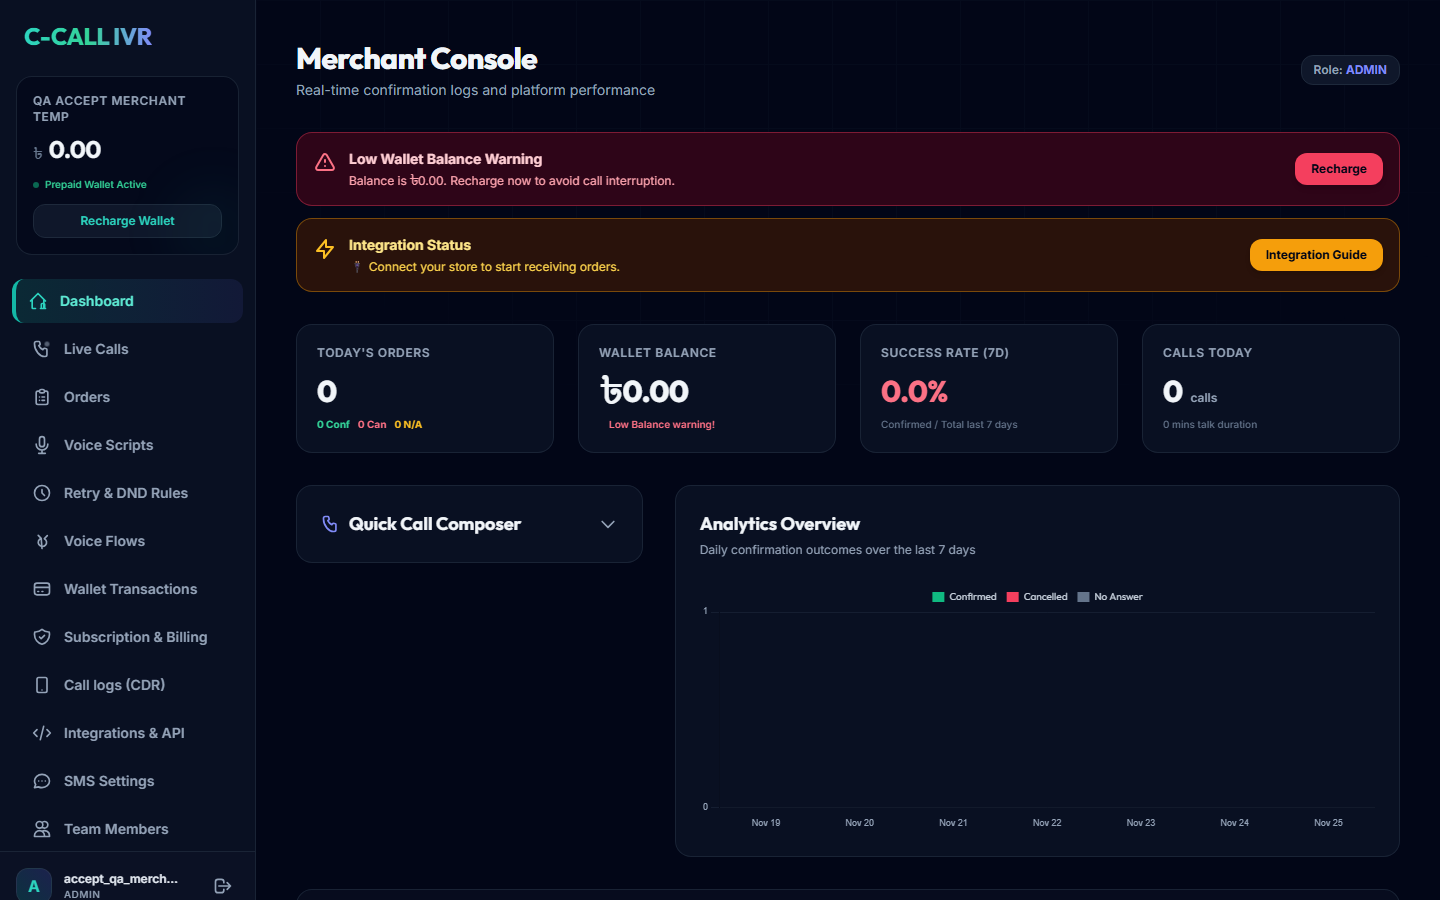 C-CALL IVR
QA ACCEPT MERCHANT
TEMP
৳ 0.00
Prepaid Wallet Active
Recharge Wallet
Dashboard
Live Calls
Orders
Voice Scripts
Retry & DND Rules
Voice Flows
Wallet Transactions
Subscription & Billing
Call logs (CDR)
Integrations & API
SMS Settings
Team Members
A
accept_qa_merch...
ADMIN
Merchant Console
Real-time confirmation logs and platform performance
Role: ADMIN
Low Wallet Balance Warning
Balance is ৳0.00. Recharge now to avoid call interruption.
Recharge
Integration Status
Connect your store to start receiving orders.
Integration Guide
TODAY'S ORDERS
0
0 Conf 0 Can 0 N/A
WALLET BALANCE
৳0.00
Low Balance warning!
SUCCESS RATE (7D)
0.0%
Confirmed / Total last 7 days
CALLS TODAY
0 calls
0 mins talk duration
Quick Call Composer
Analytics Overview
Daily confirmation outcomes over the last 7 days
Confirmed Cancelled No Answer
1
0
Nov 19 Nov 20 Nov 21 Nov 22 Nov 23 Nov 24 Nov 25